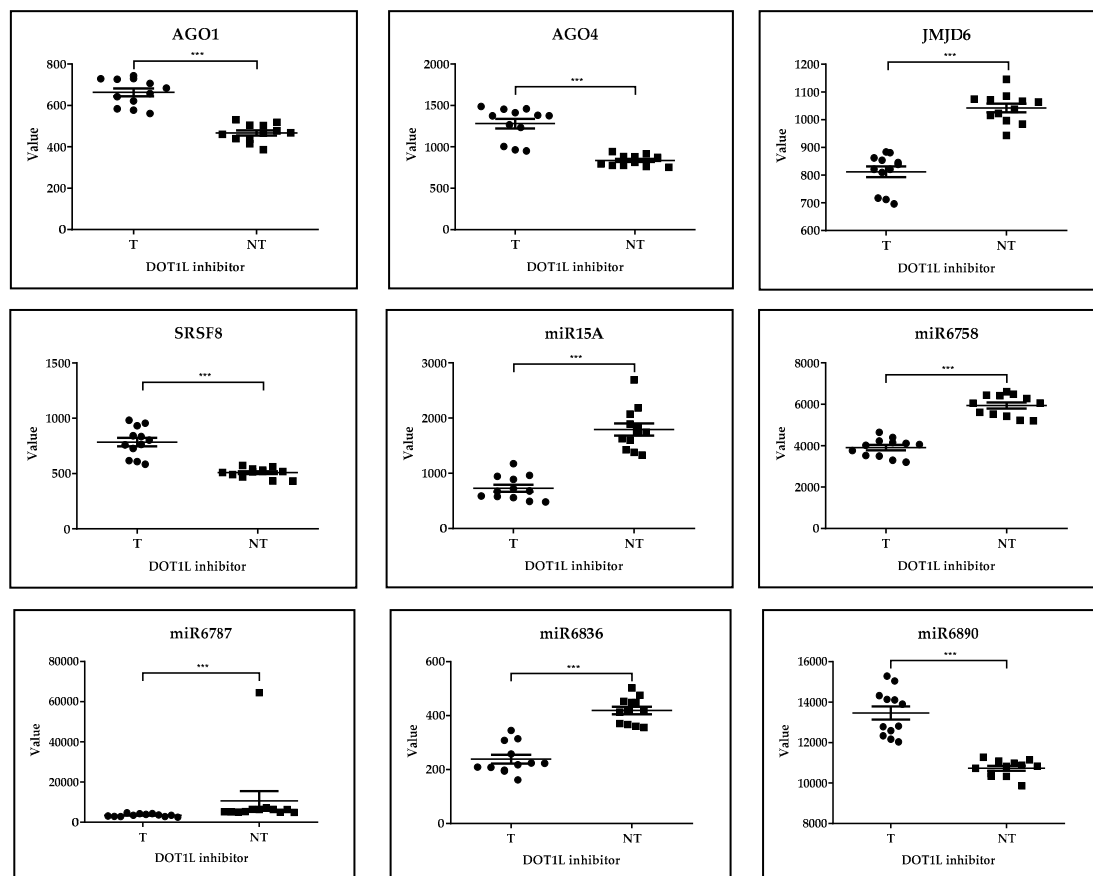 AGO1
***
800
600
400
200
0
Value
T NT
DOT1L inhibitor
AGO4
***
2000
1500
1000
500
0
Value
T NT
DOT1L inhibitor
JMJD6
***
1200
1100
1000
900
800
700
600
Value
T NT
DOT1L inhibitor
SRSF8
***
1500
1000
500
0
Value
T NT
DOT1L inhibitor
miR15A
***
3000
2000
1000
0
Value
T NT
DOT1L inhibitor
miR6758
***
8000
6000
4000
2000
0
Value
T NT
DOT1L inhibitor
miR6787
***
80000
60000
40000
20000
10000
0
Value
T NT
DOT1L inhibitor
miR6836
***
600
400
200
0
Value
T NT
DOT1L inhibitor
miR6890
***
16000
14000
12000
10000
8000
Value
T NT
DOT1L inhibitor